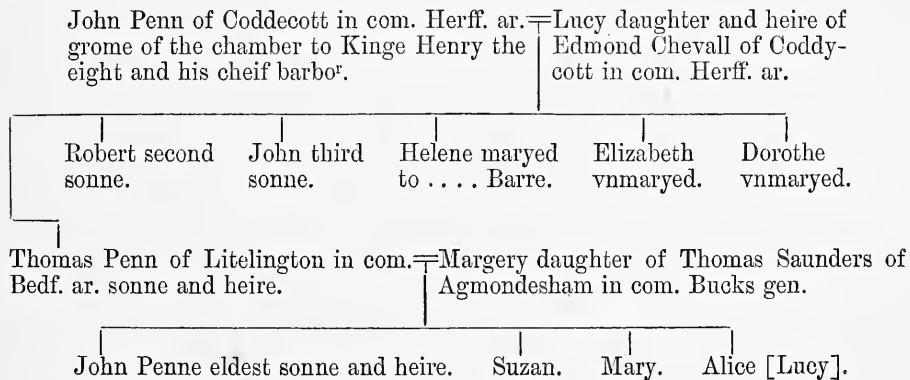 John Penn of Coddecott in com. Herff. ar.
grome of the chamber to Kinge Henry the
eight and his cheif barboʳ.
Lucy daughter and heire of
Edmond Chevall of Coddy-
cott in com. Herff. ar.
Robert second
sonne.
John third
sonne.
Helene maryed
to .... Barre.
Elizabeth
vnmaryed.
Dorothe
vnmaryed.
Thomas Penn of Litelington in com.
Bedf. ar. sonne and heire.
Margery daughter of Thomas Saunders of
Agmondesham in com. Bucks gen.
John Penne eldest sonne and heire.
Suzan.
Mary.
Alice [Lucy].